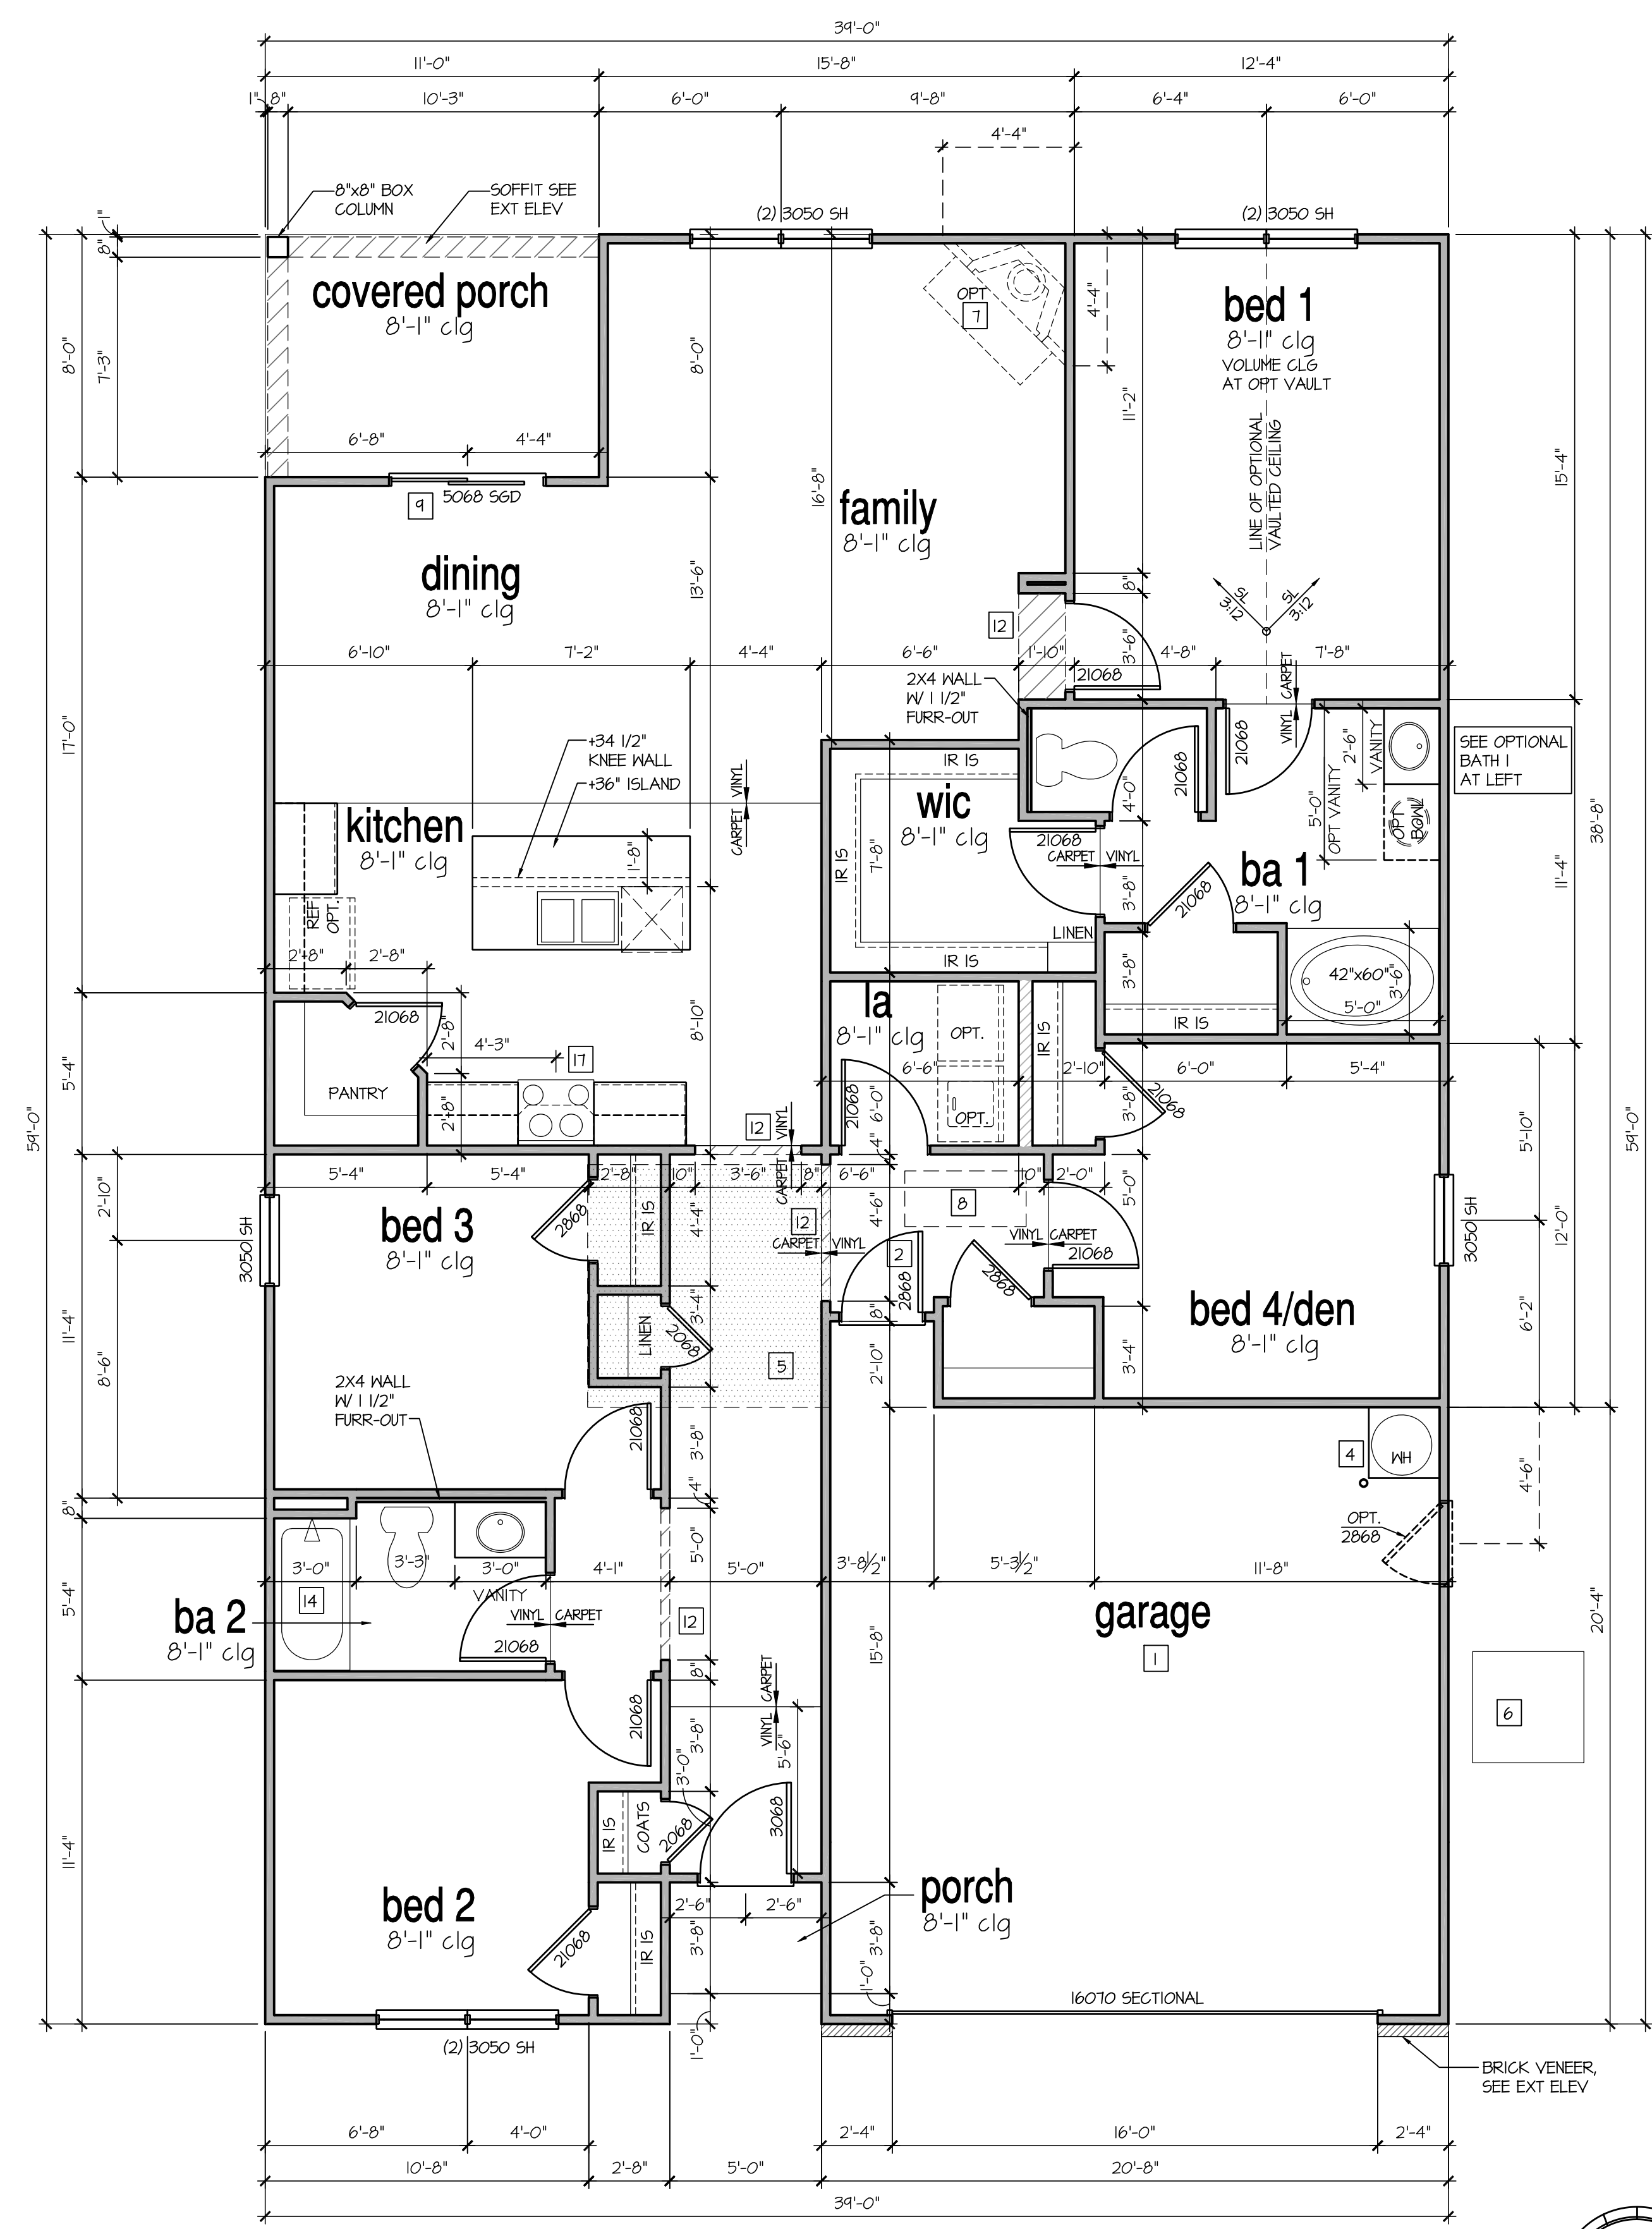 39'-0"
11'-0" 15'-8" 12'-4"
1" 8" 10'-3" 6'-0" 9'-8" 6'-4" 6'-0"
4'-4"
8"x8" BOX
COLUMN
SOFFIT SEE
EXT ELEV
(2) 3050 SH
(2) 3050 SH
1"
8"
7'-3"
8'-0"
covered porch
8'-1" clg
8'-0"
OPT
7
4'-4"
bed 1
8'-1" clg
VOLUME CLG
AT OPT VAULT
11'-2"
LINE OF OPTIONAL
VAULTED CEILING
15'-4"
6'-8" 4'-4"
5068 SGD
9
16'-8"
family
8'-1" clg
dining
8'-1" clg
13'-6"
8"
SL
3:12
SL
3:12
12
3'-6"
6'-10" 7'-2" 4'-4" 6'-6" 1'-10" 4'-8" 7'-8"
21068
2X4 WALL
W/ 1 1/2"
FURR-OUT
VINYL CARPET
17'-0"
+34 1/2"
KNEE WALL
+36" ISLAND
CARPET VINYL
IR IS
21068
21068
2'-6"
VANITY
SEE OPTIONAL
BATH 1
AT LEFT
kitchen
8'-1" clg
wic
8'-1" clg
4'-0"
5'-0"
OPT VANITY
OPT
BOWL
38'-8"
1'-8"
IR IS
7'-8"
21068
CARPET VINYL
ba 1
8'-1" clg
11'-4"
REF
OPT.
3'-8"
21068
LINEN
IR IS
2'-8" 2'-8"
3'-8"
42"x60"
3'-6"
5'-0"
21068
2'-8"
8'-10"
la
8'-1" clg
OPT.
IR IS
IR IS
4'-3"
17
5'-4"
PANTRY
2'-8"
6'-6" 2'-10" 6'-0" 5'-4"
21068
6'-0"
OPT.
3'-8"
21068
59'-0"
12
CARPET VINYL
4"
5'-10"
59'-0"
5'-4" 5'-4" 2'-8" 10" 3'-6" 8" 6'-6" 10" 2'-0"
2'-10"
bed 3
8'-1" clg
2868
IR IS
4'-4"
12
4'-6"
8
5'-0"
3050 SH
CARPET VINYL
2
VINYL CARPET
21068
3050 SH
12'-0"
2868
2868
3'-4"
LINEN
2068
8"
bed 4/den
8'-1" clg
6'-2"
11'-4"
8'-6"
5
2'-10"
3'-4"
2X4 WALL
W/ 1 1/2"
FURR-OUT
21068
3'-8"
4
WH
4'-6"
4"
8"
OPT.
2868
5'-0"
3'-0" 3'-3" 3'-0" 4'-1" 5'-0" 3'-8½" 5'-3½" 11'-8"
VANITY
5'-4"
14
ba 2
8'-1" clg
VINYL CARPET
21068
12
garage
1
20'-4"
15'-8"
8"
VINYL CARPET
21068
3'-8"
5'-6"
6
3'-0"
IR IS
COATS
2068
3068
11'-4"
porch
8'-1" clg
bed 2
8'-1" clg
2'-6" 2'-6"
21068
IR IS
3'-8"
3'-8"
1'-0"
16070 SECTIONAL
(2) 3050 SH
1'-0"
BRICK VENEER,
SEE EXT ELEV
6'-8" 4'-0" 2'-4" 16'-0" 2'-4"
10'-8" 2'-8" 5'-0" 20'-8"
39'-0"